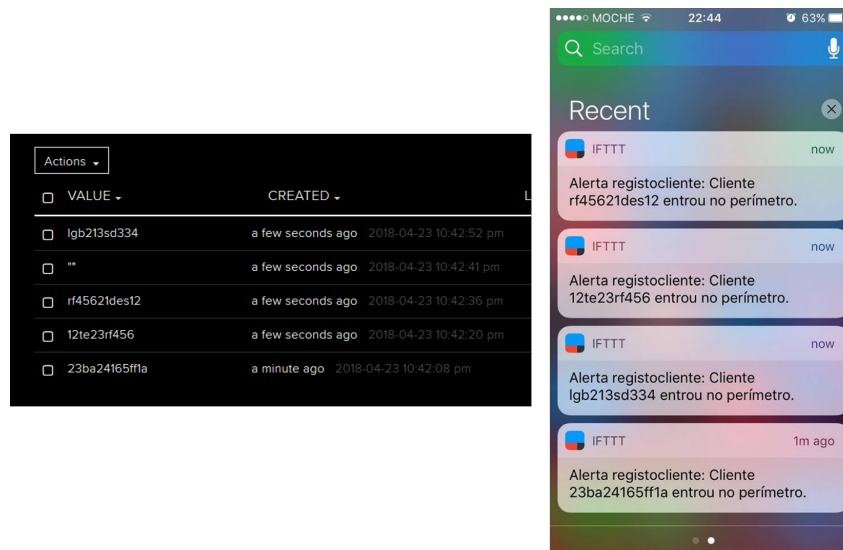 Actions
VALUE CREATED L
lgb213sd334 a few seconds ago 2018-04-23 10:42:52 pm
"" a few seconds ago 2018-04-23 10:42:41 pm
rf45621des12 a few seconds ago 2018-04-23 10:42:36 pm
12te23rf456 a few seconds ago 2018-04-23 10:42:20 pm
23ba24165ff1a a minute ago 2018-04-23 10:42:08 pm
MOCHE 22:44 63%
Search
Recent
IFTTT now
Alerta registocliente: Cliente
rf45621des12 entrou no perímetro.
IFTTT now
Alerta registocliente: Cliente
12te23rf456 entrou no perímetro.
IFTTT now
Alerta registocliente: Cliente
lgb213sd334 entrou no perímetro.
IFTTT 1m ago
Alerta registocliente: Cliente
23ba24165ff1a entrou no perímetro.